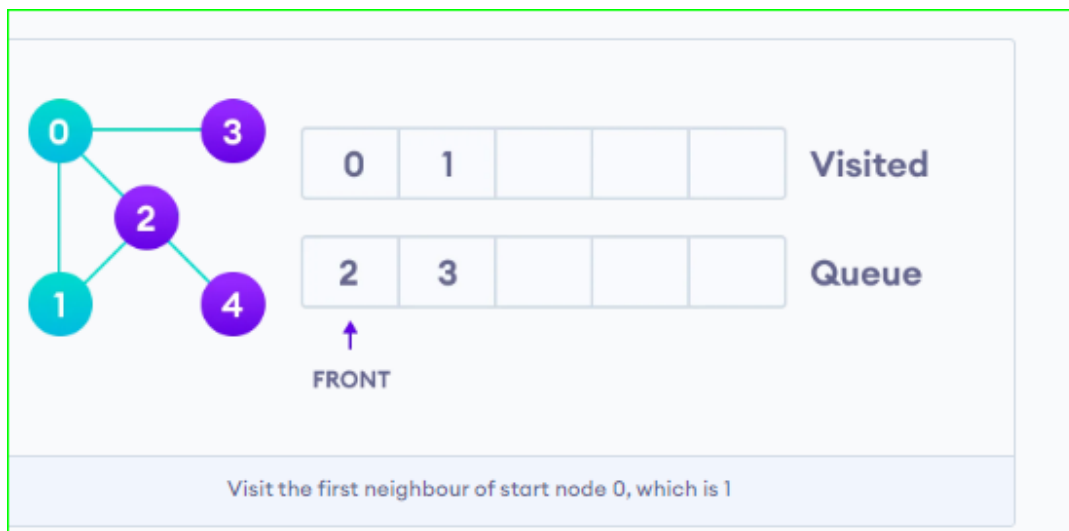 0 3
0 1 Visited
2
2 3 Queue
1 4
FRONT
Visit the first neighbour of start node 0, which is 1